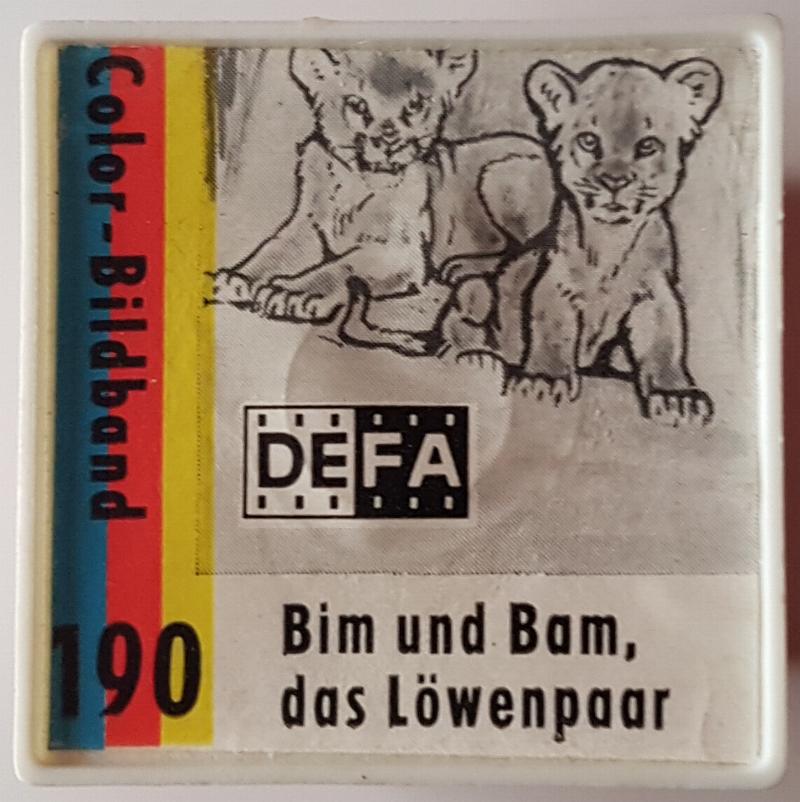 Color-Bildband
DEFA
190
Bim und Bam,
das Löwenpaar